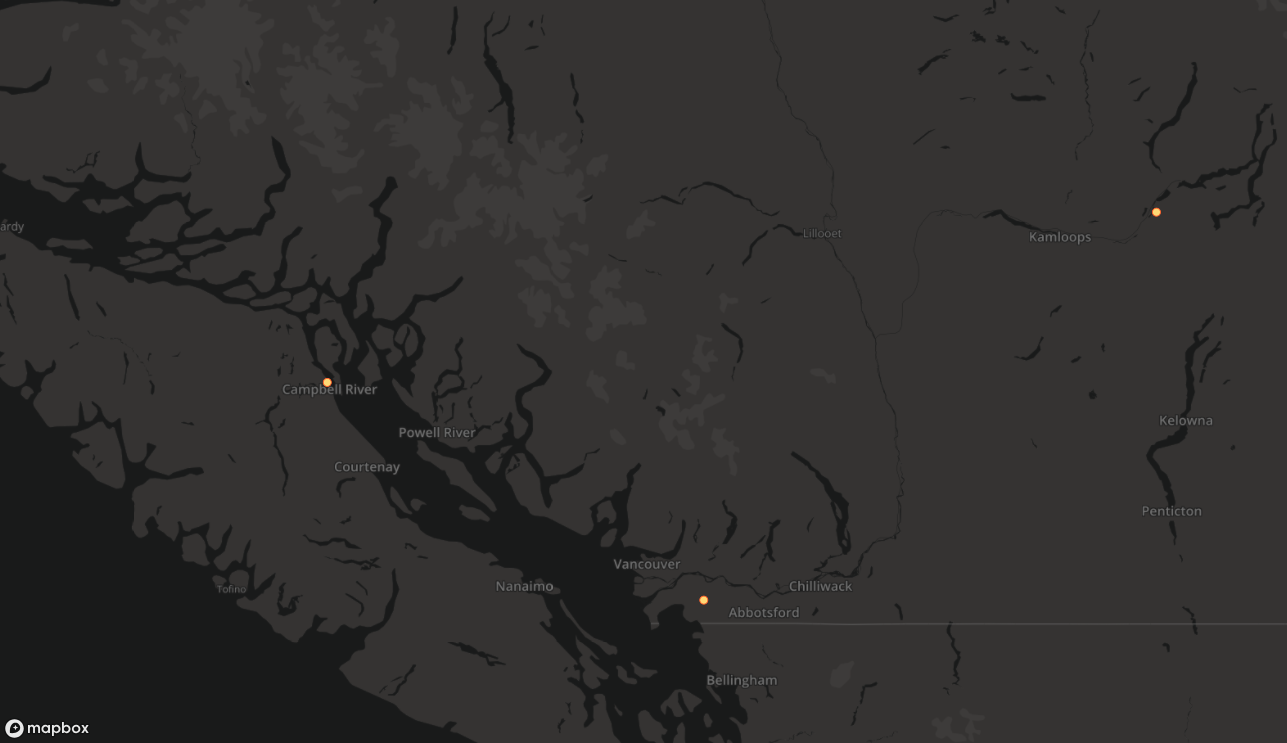 ardy
Lillooet
Kamloops
Campbell River
Kelowna
Powell River
Courtenay
Penticton
Vancouver
Nanaimo
Chilliwack
Tofino
Abbotsford
Bellingham
mapbox